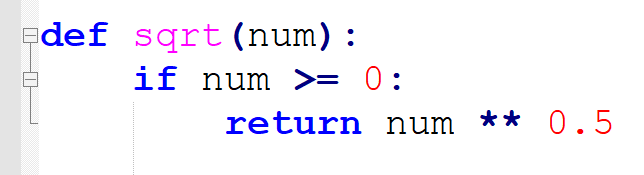 def sqrt(num):
    if num >= 0:
        return num ** 0.5